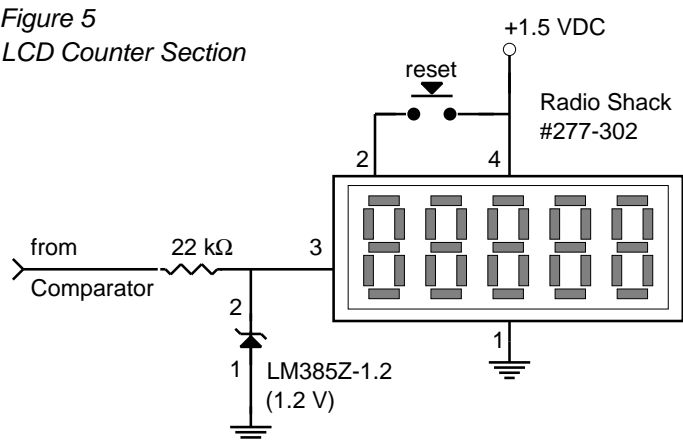 Figure 5
LCD Counter Section
+1.5 VDC
reset
Radio Shack
#277-302
2
4
from
22 kΩ
3
Comparator
2
1
1
LM385Z-1.2
(1.2 V)